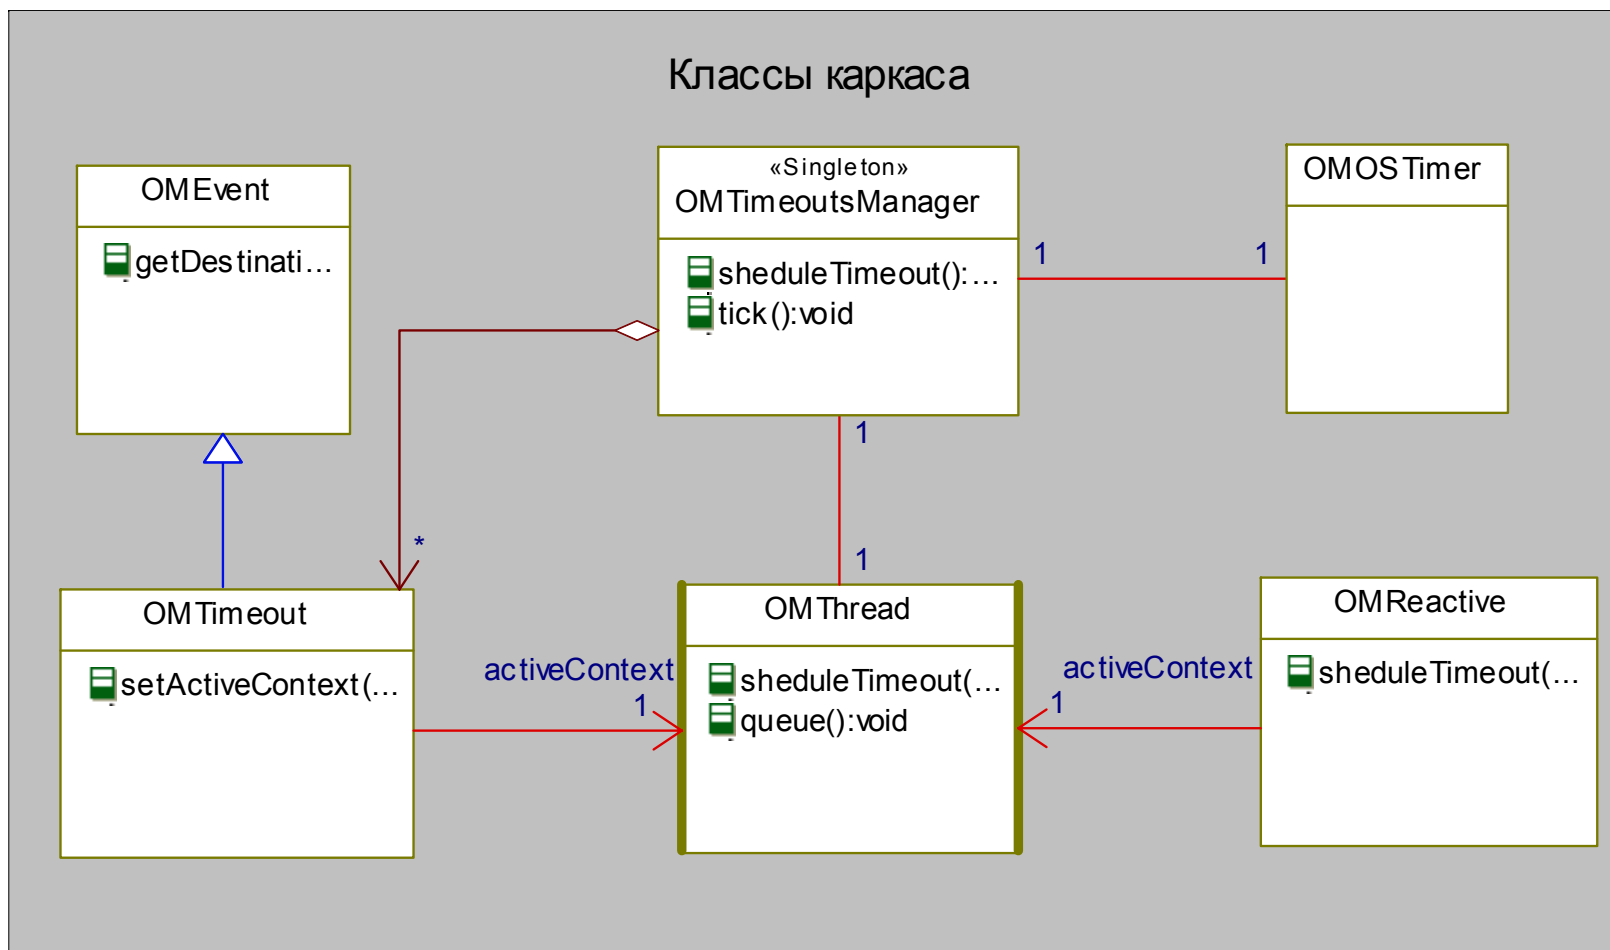 Классы каркаса
OMEvent
getDestinati...
«Singleton»
OMTimeoutsManager
sheduleTimeout():...
tick():void
OMOSTimer
1
1
1
1
*
OMTimeout
setActiveContext(...
activeContext
1
OMThread
sheduleTimeout(...
queue():void
activeContext
1
OMReactive
sheduleTimeout(...